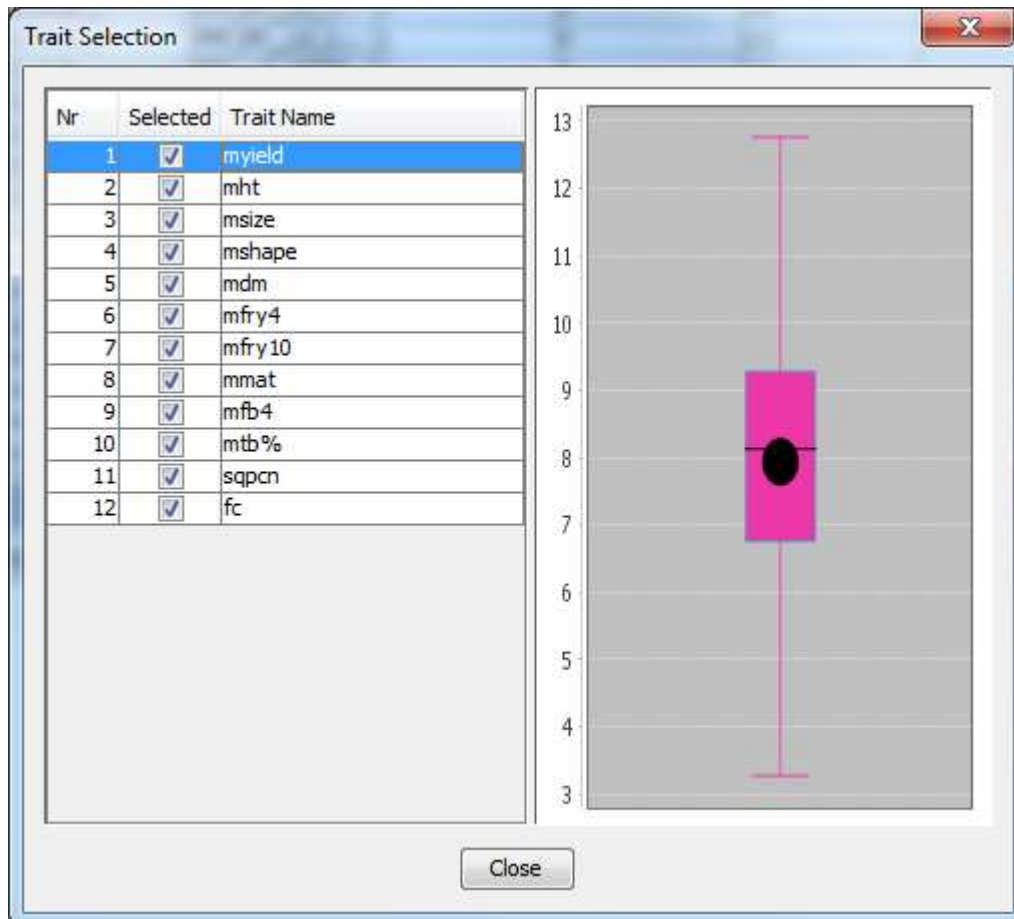 Trait Selection
Nr Selected Trait Name
1 myield
2 mht
3 msize
4 mshape
5 mdm
6 mfry4
7 mfry10
8 mmat
9 mfb4
10 mtb%
11 sqpcn
12 fc
13
12
11
10
9
8
7
6
5
4
3
Close